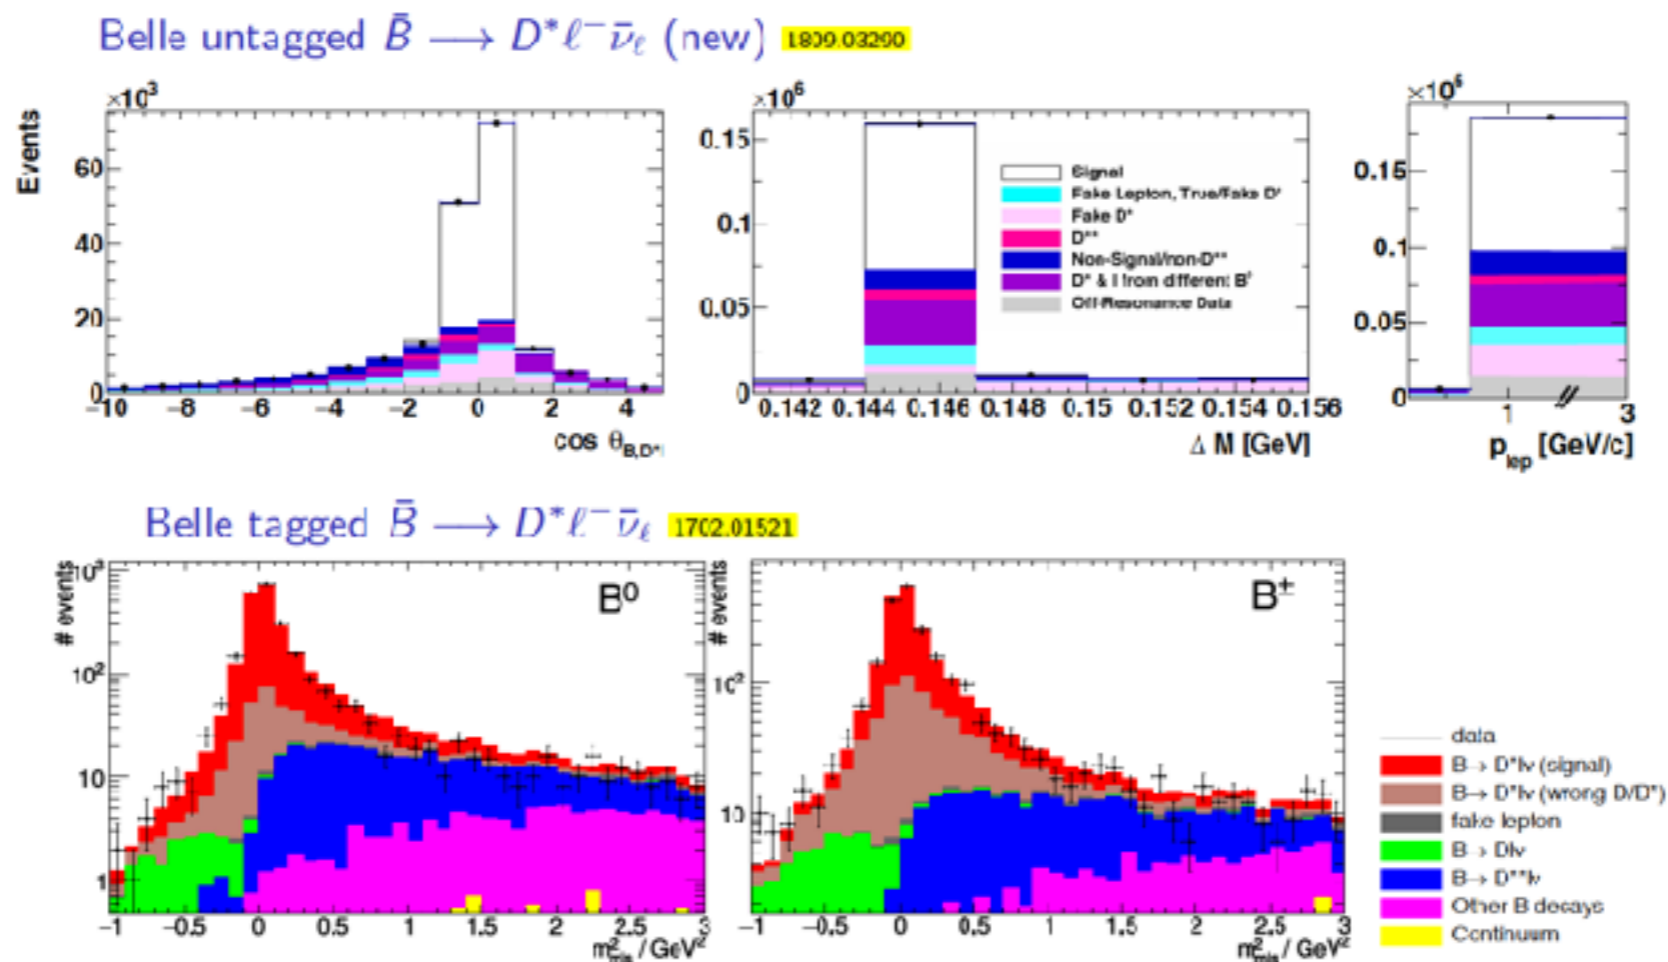 Belle untagged B̄ ⟶ D*ℓ⁻ν̄ℓ (new) 1809.03290
×10³
Events
60
40
20
0
−10 −8 −6 −4 −2 0 2 4
cos θB,D*l
×10⁶
0.15
0.1
0.05
0
0.142 0.144 0.146 0.148 0.15 0.152 0.154 0.156
Δ M [GeV]
Signal
Fake Lepton, True/Fake D*
Fake D*
D**
Non-Signal/non-D**
D* & l from different B's
Off-Resonance Data
×10⁶
0.15
0.1
0.05
0
1 // 3
plep [GeV/c]
Belle tagged B̄ ⟶ D*ℓ⁻ν̄ℓ 1702.01521
# events
10³
10²
10
1
B⁰
−1 −0.5 0 0.5 1 1.5 2 2.5 3
m²mis / GeV²
# events
10²
10
B±
−1 −0.5 0 0.5 1 1.5 2 2.5 3
m²mis / GeV²
data
B→ D*lν (signal)
B→ D*lν (wrong D/D*)
fake lepton
B→ Dlν
B→ D**lν
Other B decays
Continuum